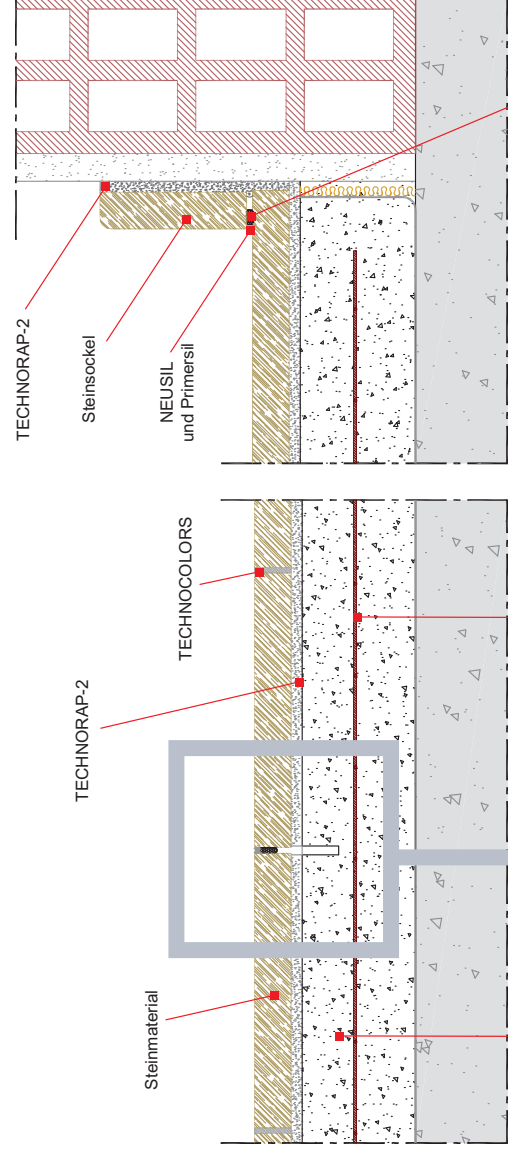 TECHNORAP-2
Steinsockel
NEUSIL
und Primersil
TECHNOCOLORS
TECHNORAP-2
Steinmaterial